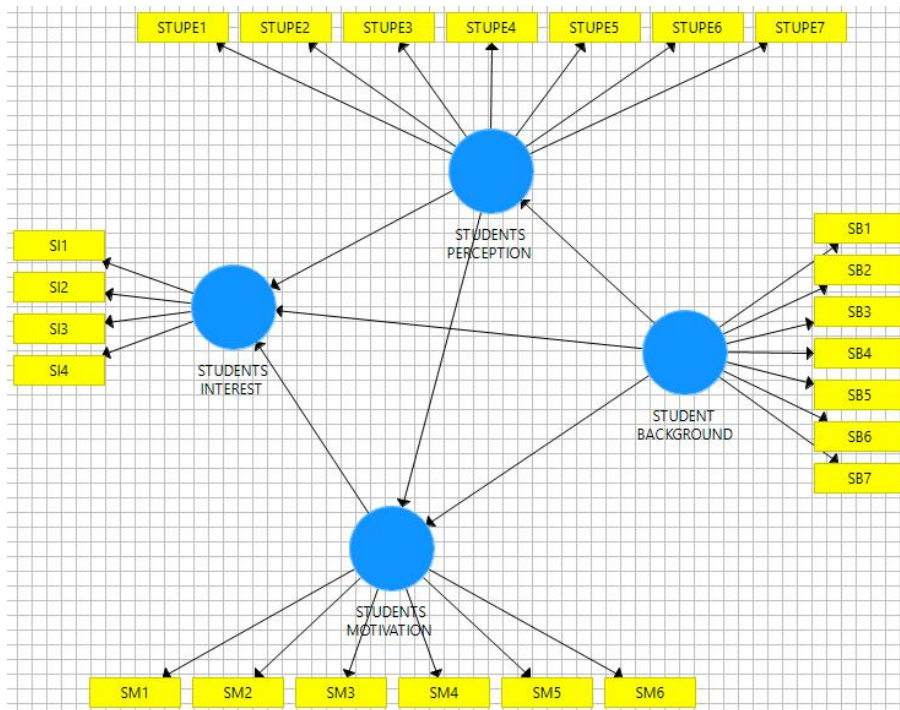 STUPE1 STUPE2 STUPE3 STUPE4 STUPE5 STUPE6 STUPE7
STUDENTS
PERCEPTION
SB1
SB2
SB3
SB4
SB5
SB6
SB7
SI1
SI2
SI3
SI4
STUDENTS
INTEREST
STUDENT
BACKGROUND
STUDENTS
MOTIVATION
SM1 SM2 SM3 SM4 SM5 SM6